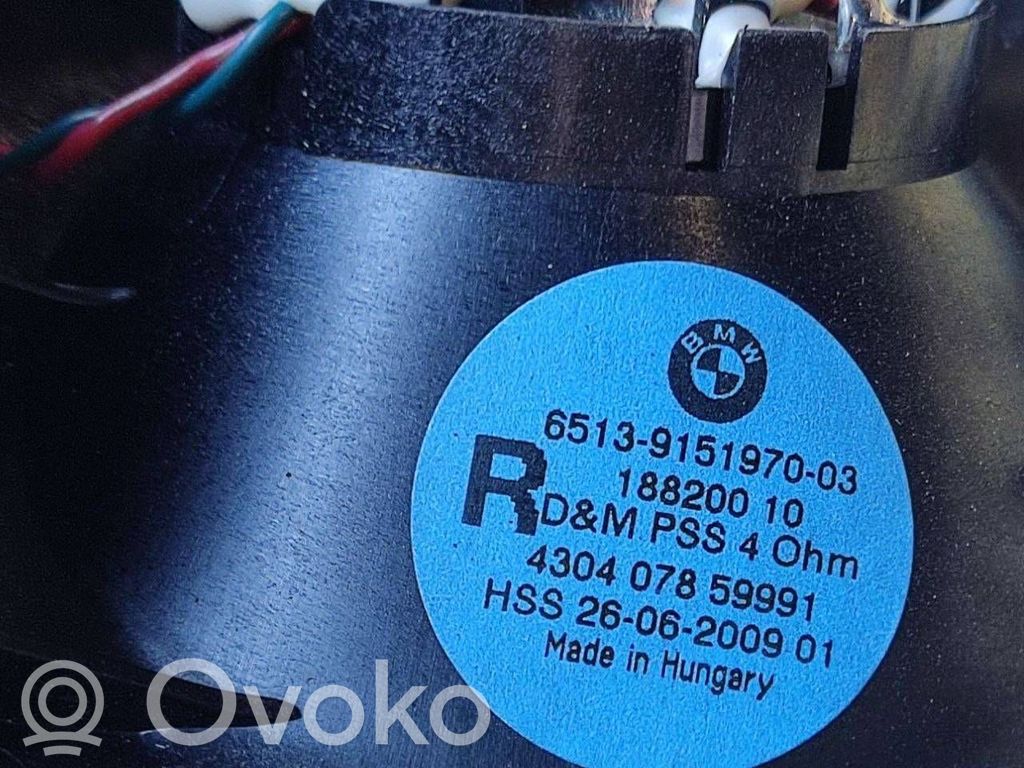 BMW
6513-9151970-03
188200 10
R D&M PSS 4 Ohm
4304 078 59991
HSS 26-06-2009 01
Made in Hungary
Ovoko